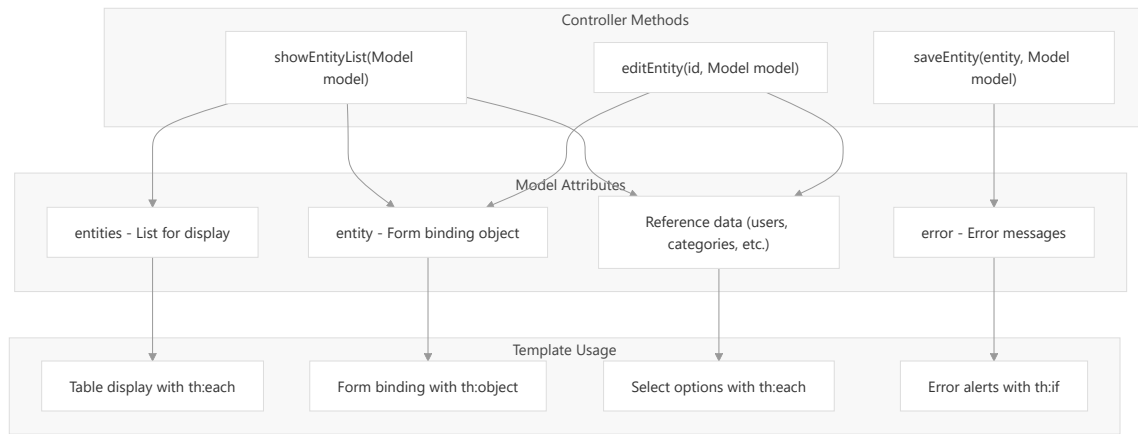 Controller Methods
showEntityList(Model
model)
editEntity(id, Model model)
saveEntity(entity, Model
model)
Model Attributes
entities - List for display
entity - Form binding object
Reference data (users,
categories, etc.)
error - Error messages
Template Usage
Table display with th:each
Form binding with th:object
Select options with th:each
Error alerts with th:if